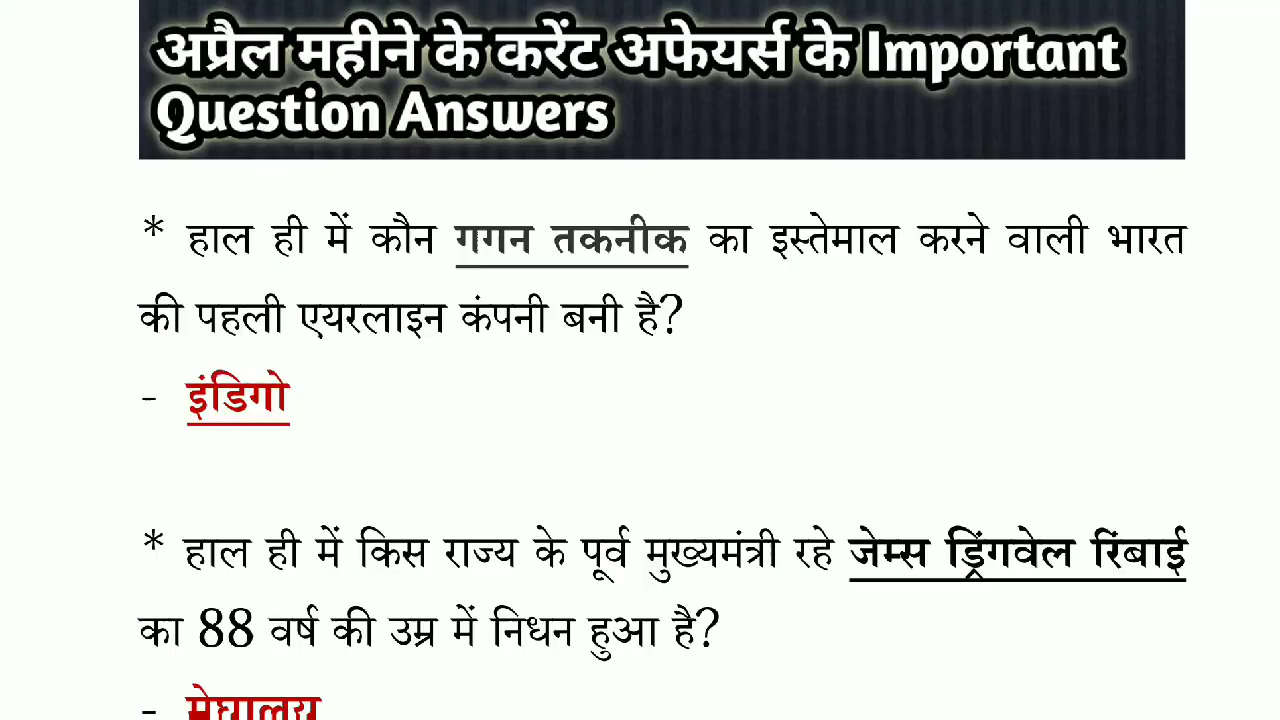 अप्रैल महीने के करेंट अफेयर्स के Important
Question Answers
* हाल ही में कौन गगन तकनीक का इस्तेमाल करने वाली भारत
की पहली एयरलाइन कंपनी बनी है?
- इंडिगो
* हाल ही में किस राज्य के पूर्व मुख्यमंत्री रहे जेम्स ड्रिंगवेल रिंबाई
का 88 वर्ष की उम्र में निधन हुआ है?
- मेघालय